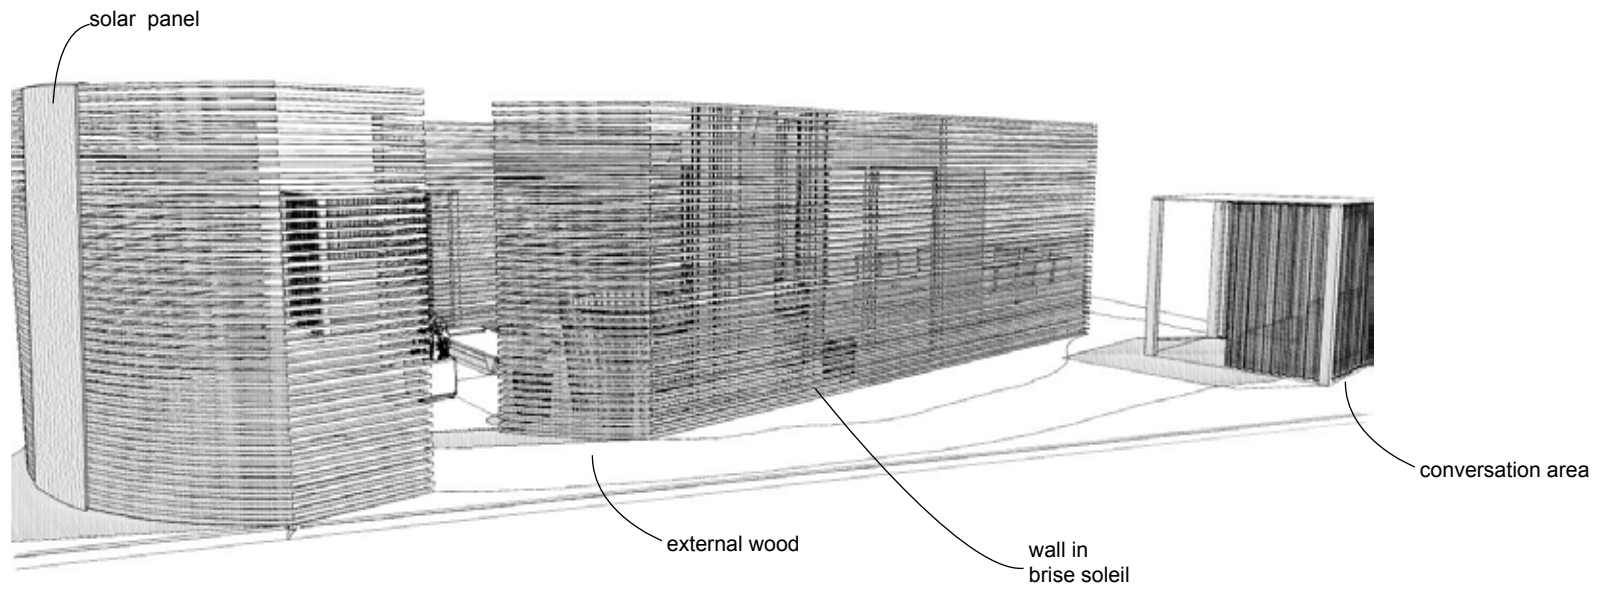 solar panel
external wood
wall in
brise soleil
conversation area